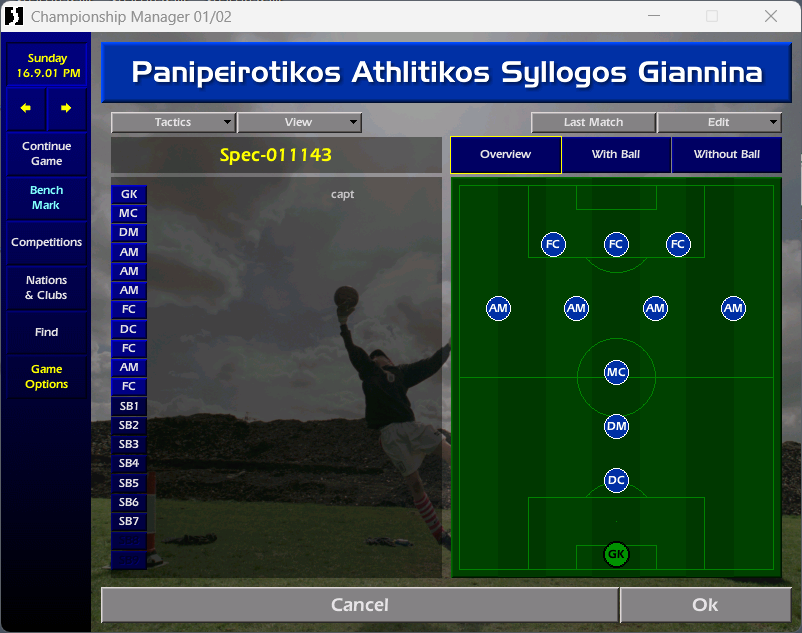 Championship Manager 01/02
Sunday
16.9.01 PM
Continue
Game
Bench
Mark
Competitions
Nations
& Clubs
Find
Game
Options
Panipeirotikos Athlitikos Syllogos Giannina
Tactics
View
Last Match
Edit
Spec-011143
Overview
With Ball
Without Ball
GK
capt
MC
DM
AM
AM
AM
FC
DC
FC
AM
FC
SB1
SB2
SB3
SB4
SB5
SB6
SB7
FC FC FC
AM AM AM AM
MC
DM
DC
GK
Cancel
Ok